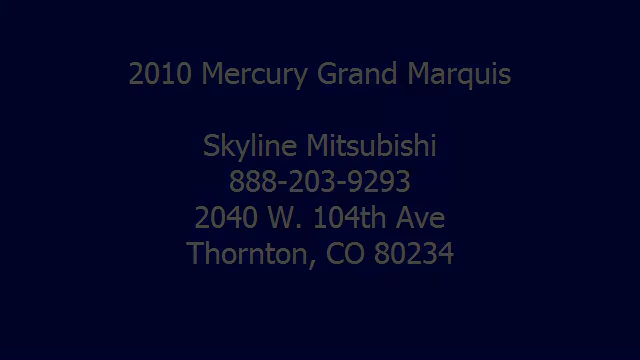 2010 Mercury Grand Marquis
Skyline Mitsubishi
888-203-9293
2040 W. 104th Ave
Thornton, CO 80234